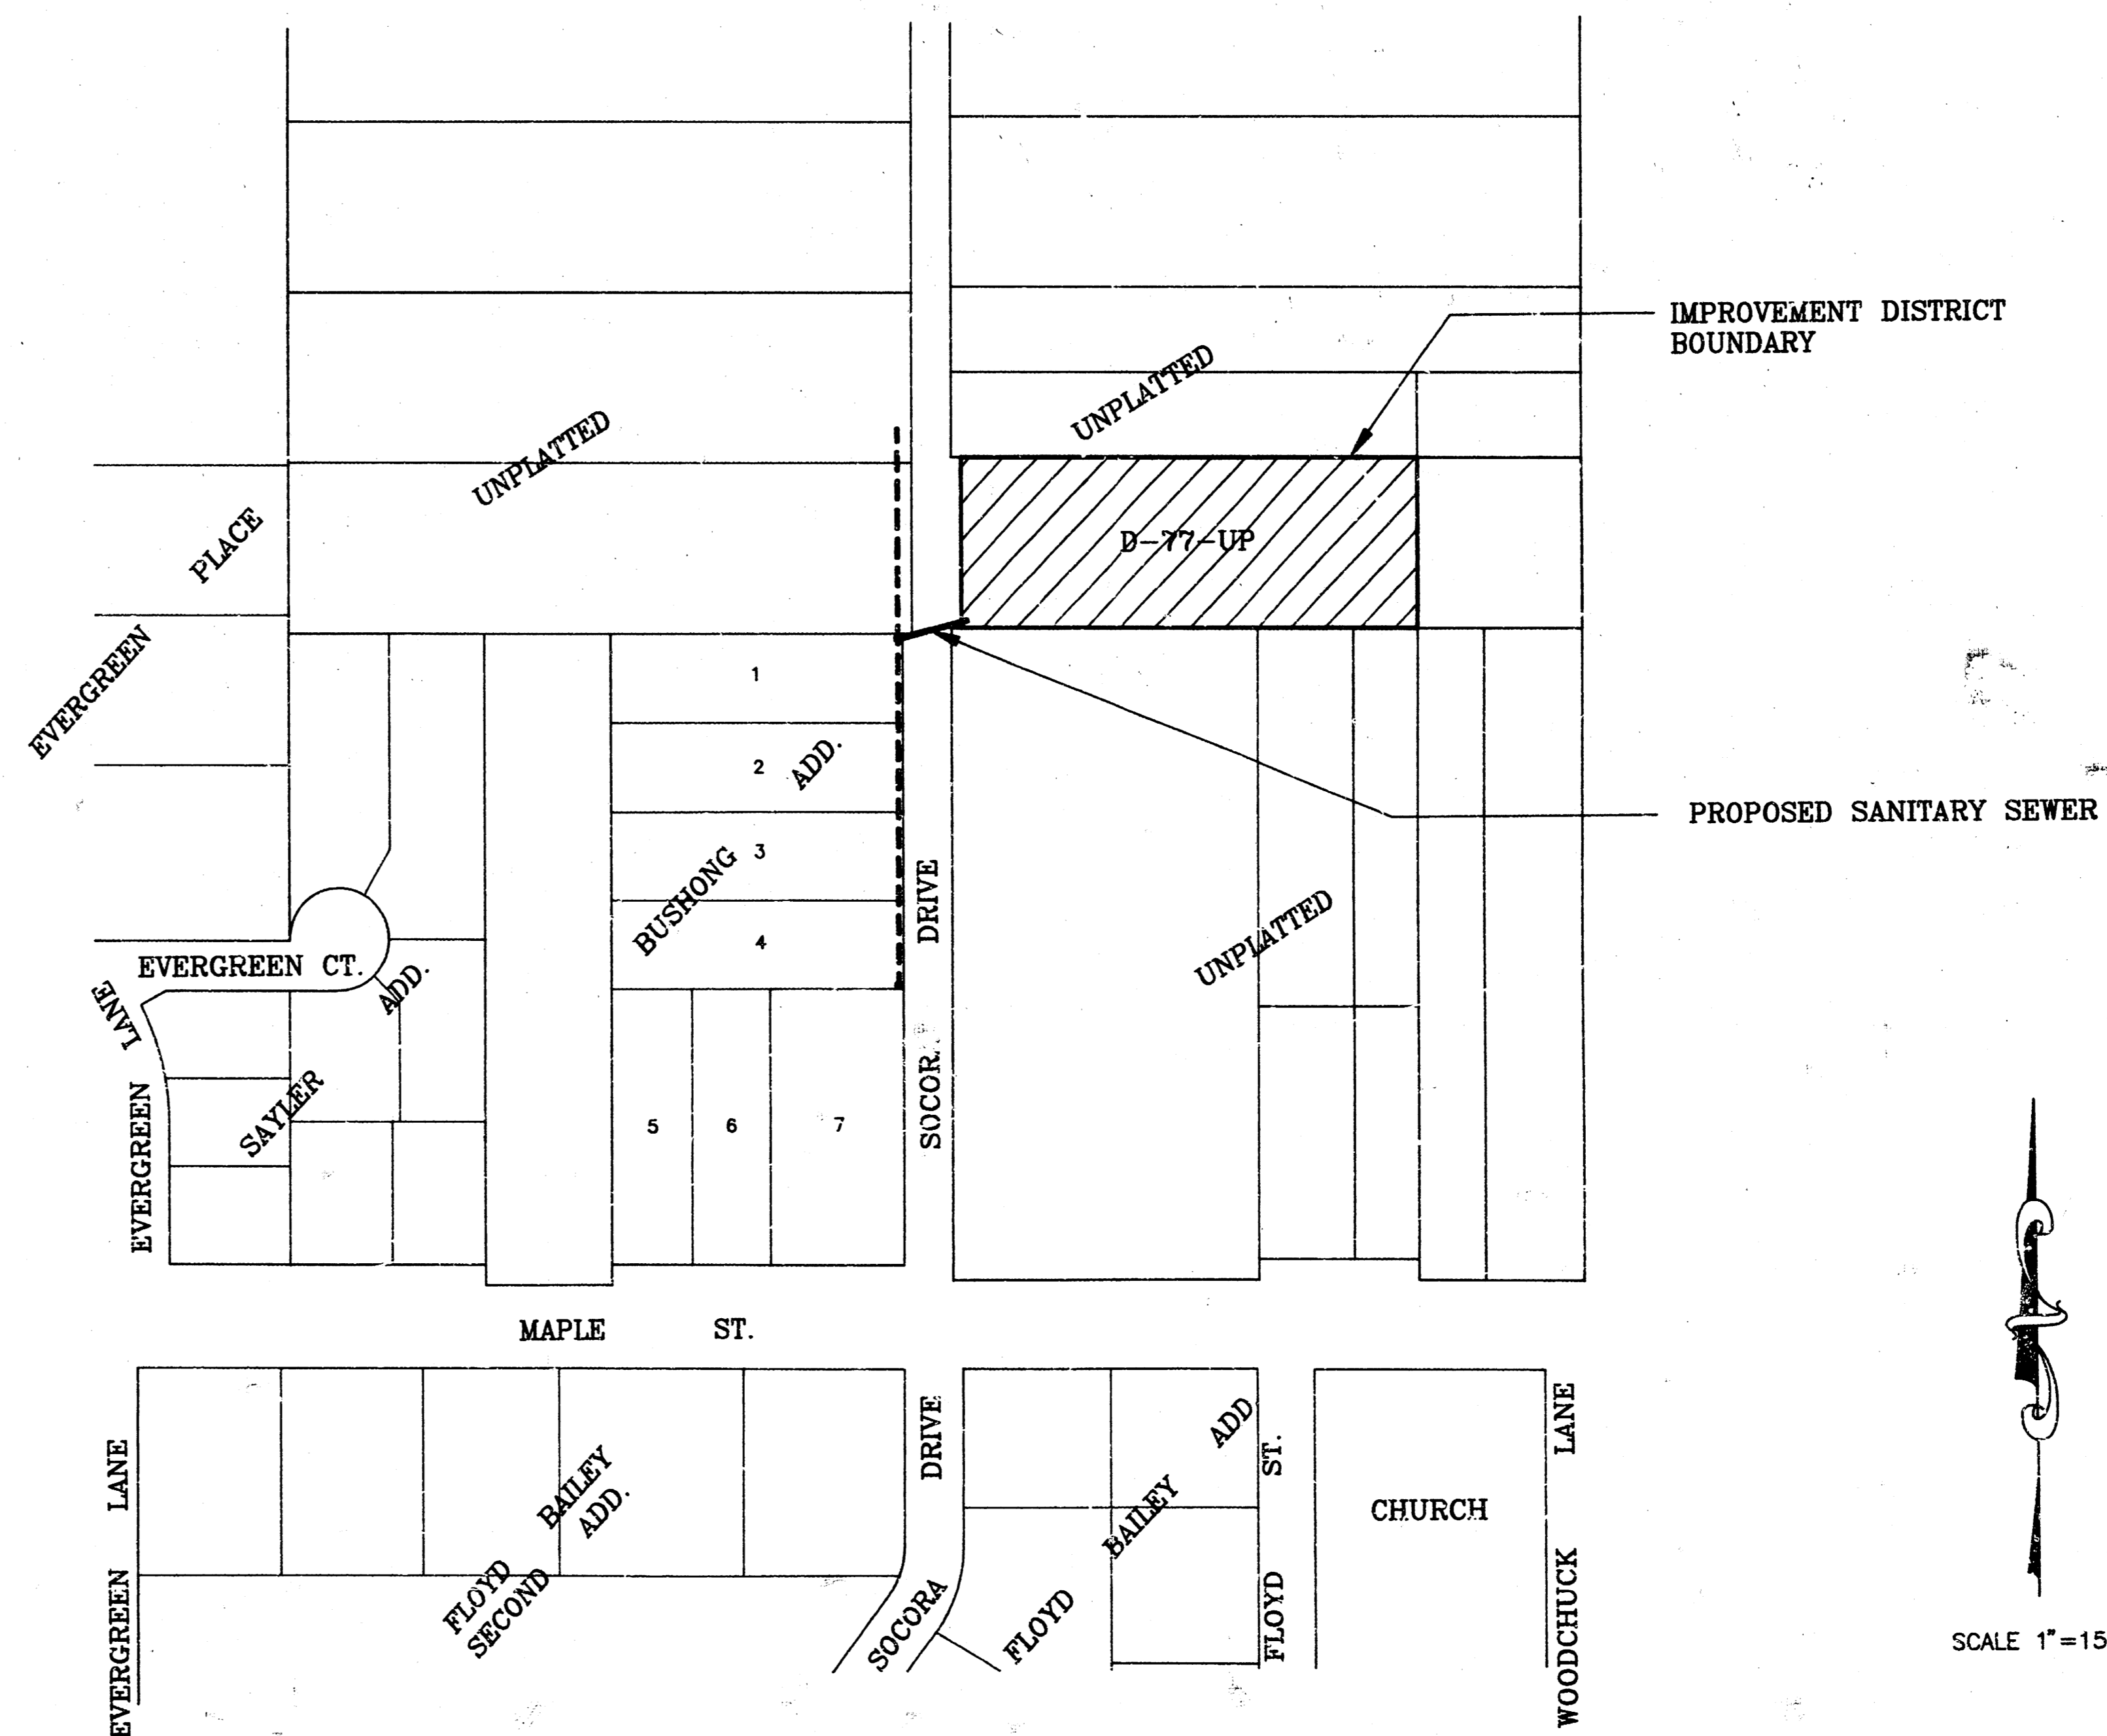 IMPROVEMENT DISTRICT
BOUNDARY
UNPLATTED
UNPLATTED
D-77-UP
PLACE
EVERGREEN
1
2
ADD.
3
BUSHONG
4
PROPOSED SANITARY SEWER
DRIVE
SOCOR
UNPLATTED
EVERGREEN CT.
ADD.
LANE
EVERGREEN
SAYLER
5
6
7
MAPLE ST.
LANE
EVERGREEN
BAILEY
ADD.
FLOYD
SECOND
DRIVE
SOCORA
ADD
BAILEY
FLOYD
ST.
FLOYD
CHURCH
LANE
WOODCHUCK
SCALE 1"=15